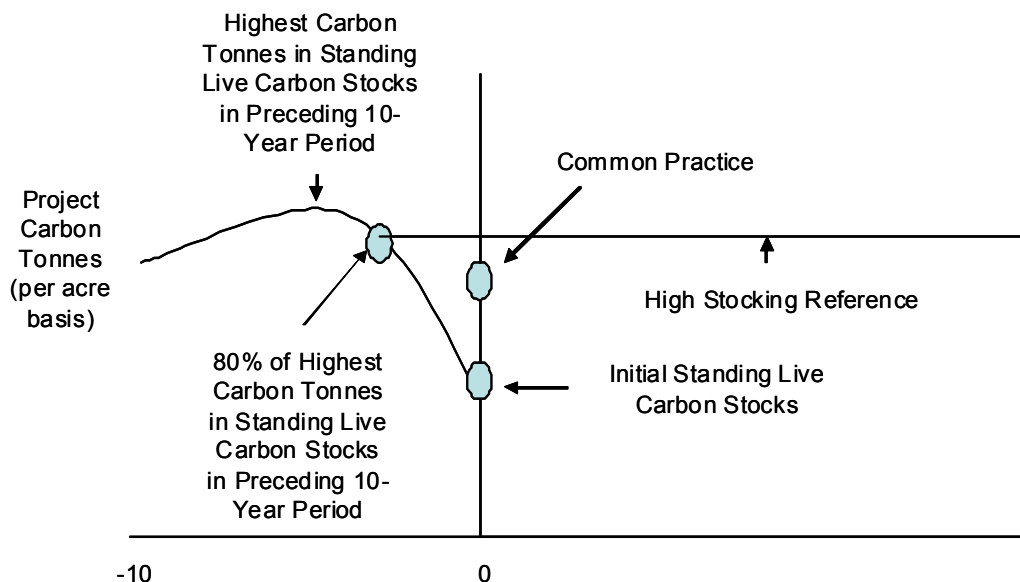 Highest Carbon
Tonnes in Standing
Live Carbon Stocks
in Preceding 10-
Year Period
Common Practice
Project
Carbon
Tonnes
(per acre
basis)
High Stocking Reference
80% of Highest
Carbon Tonnes
in Standing Live
Carbon Stocks
in Preceding 10-
Year Period
Initial Standing Live
Carbon Stocks
-10
0